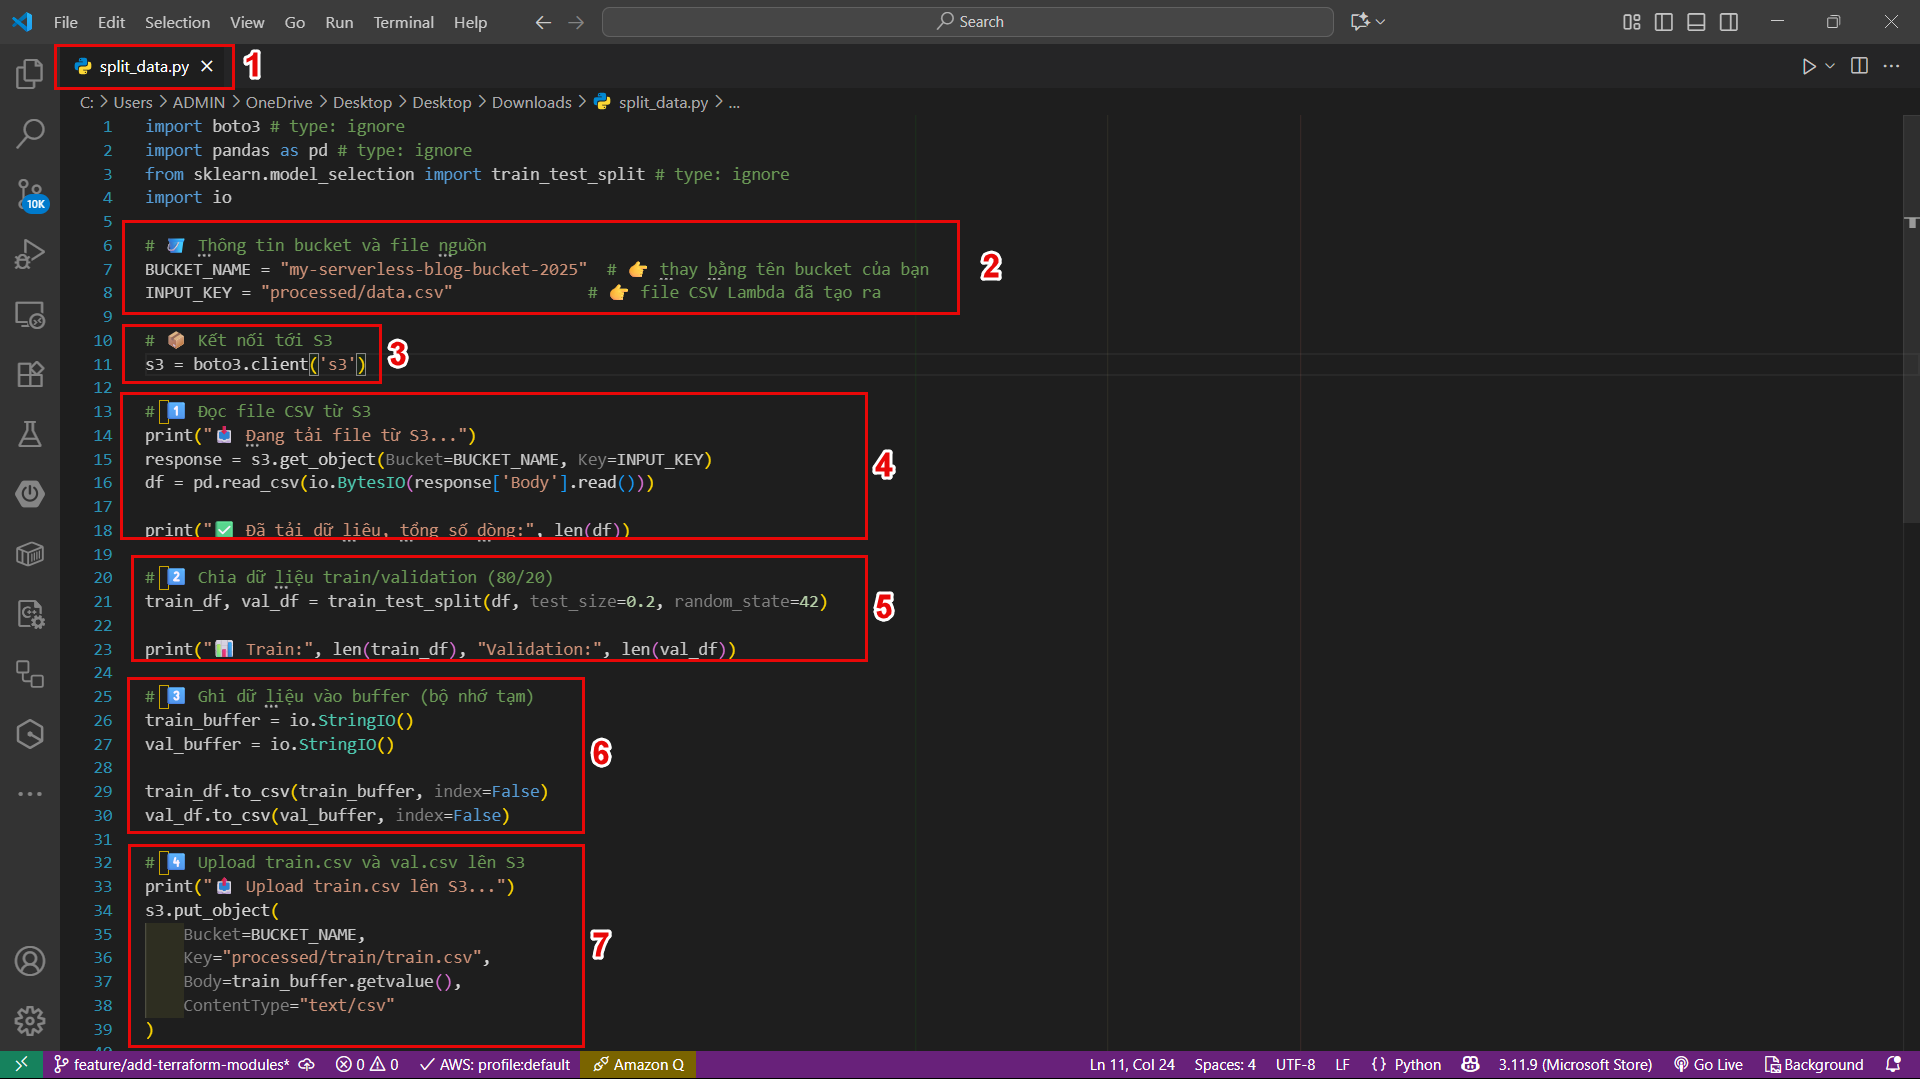 File Edit Selection View Go Run Terminal Help
Search
split_data.py
1
C: > Users > ADMIN > OneDrive > Desktop > Desktop > Downloads > split_data.py > ...
1 import boto3 # type: ignore
2 import pandas as pd # type: ignore
3 from sklearn.model_selection import train_test_split # type: ignore
4 import io
5
6 # Thông tin bucket và file nguồn
7 BUCKET_NAME = "my-serverless-blog-bucket-2025" # 👉 thay bằng tên bucket của bạn
8 INPUT_KEY = "processed/data.csv" # 👉 file CSV Lambda đã tạo ra
2
9
10 # 📦 Kết nối tới S3
11 s3 = boto3.client('s3')
3
12
13 # 1️⃣ Đọc file CSV từ S3
14 print("📥 Đang tải file từ S3...")
15 response = s3.get_object(Bucket=BUCKET_NAME, Key=INPUT_KEY)
16 df = pd.read_csv(io.BytesIO(response['Body'].read()))
17
18 print("✅ Đã tải dữ liệu, tổng số dòng:", len(df))
4
19
20 # 2️⃣ Chia dữ liệu train/validation (80/20)
21 train_df, val_df = train_test_split(df, test_size=0.2, random_state=42)
22
23 print("📊 Train:", len(train_df), "Validation:", len(val_df))
5
24
25 # 3️⃣ Ghi dữ liệu vào buffer (bộ nhớ tạm)
26 train_buffer = io.StringIO()
27 val_buffer = io.StringIO()
28
29 train_df.to_csv(train_buffer, index=False)
30 val_df.to_csv(val_buffer, index=False)
6
31
32 # 4️⃣ Upload train.csv và val.csv lên S3
33 print("📤 Upload train.csv lên S3...")
34 s3.put_object(
35 Bucket=BUCKET_NAME,
36 Key="processed/train/train.csv",
37 Body=train_buffer.getvalue(),
38 ContentType="text/csv"
39 )
7
10K
feature/add-terraform-modules* 0 0 AWS: profile:default Amazon Q Ln 11, Col 24 Spaces: 4 UTF-8 LF {} Python 3.11.9 (Microsoft Store) Go Live Background